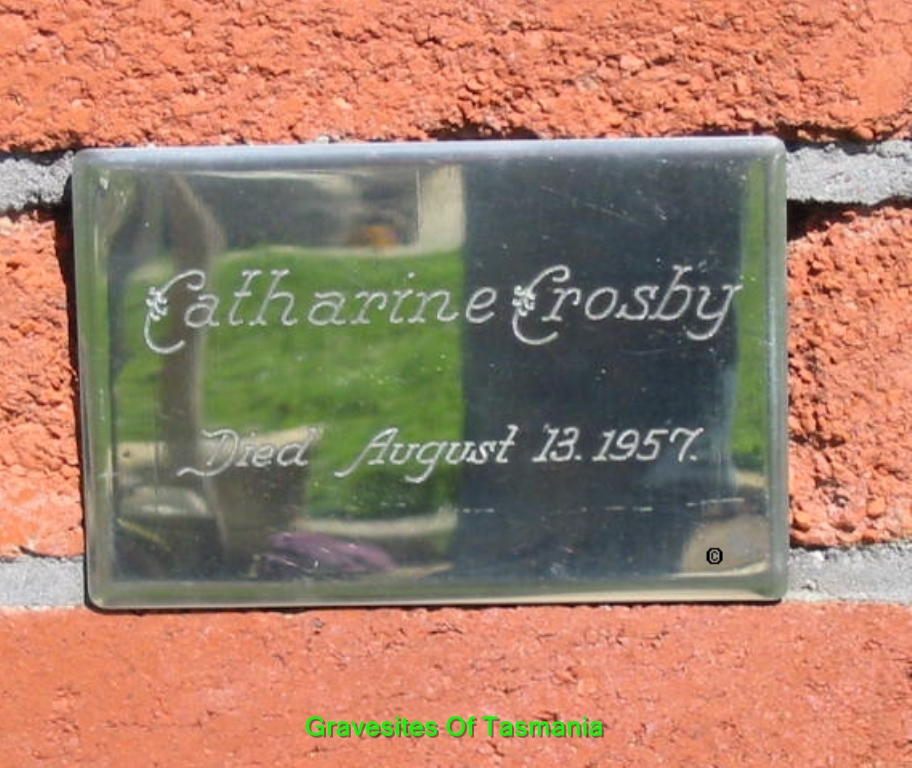 Catharine Crosby
Died August 13. 1957.
©
Gravesites Of Tasmania